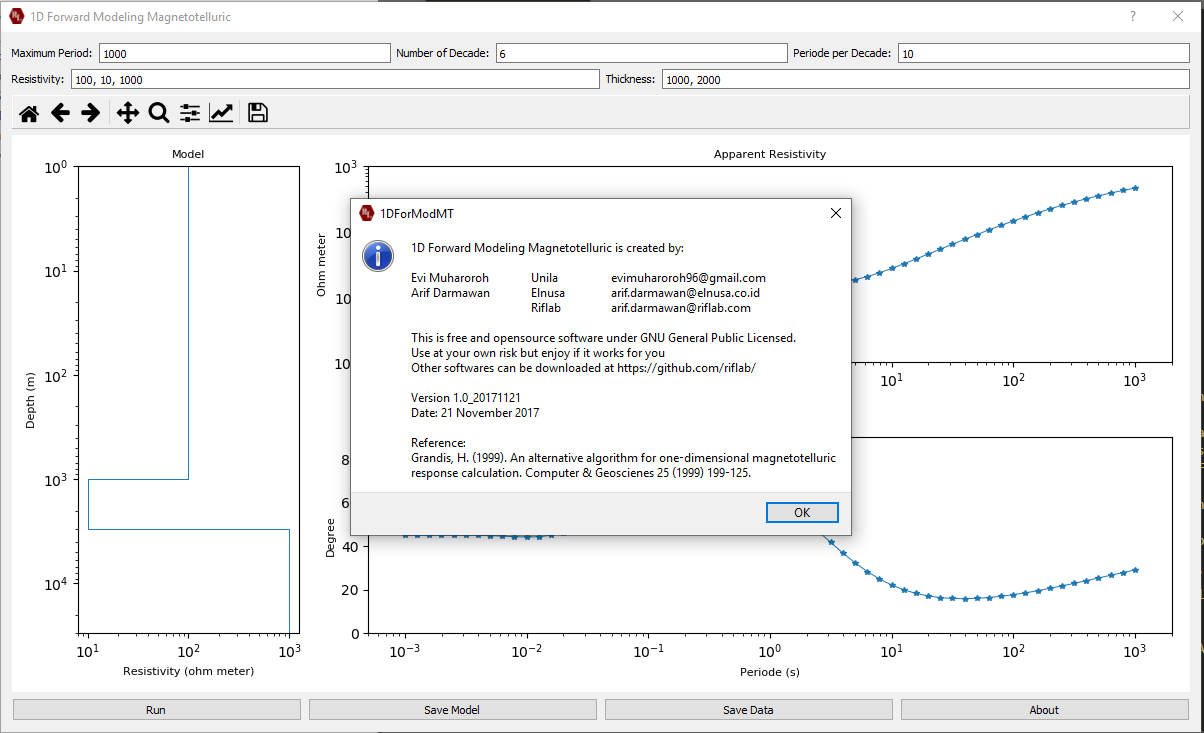 1D Forward Modeling Magnetotelluric
Maximum Period: 1000 Number of Decade: 6 Periode per Decade: 10
Resistivity: 100, 10, 1000 Thickness: 1000, 2000
Model
10^0
10^1
10^2
10^3
10^4
Depth (m)
10^1 10^2 10^3
Resistivity (ohm meter)
Apparent Resistivity
10^3
Ohm meter
10^1 10^2 10^3
1DForModMT
1D Forward Modeling Magnetotelluric is created by:
Evi Muharoroh Unila evimuharoroh96@gmail.com
Arif Darmawan Elnusa arif.darmawan@elnusa.co.id
Riflab arif.darmawan@riflab.com
This is free and opensource software under GNU General Public Licensed.
Use at your own risk but enjoy if it works for you
Other softwares can be downloaded at https://github.com/riflab/
Version 1.0_20171121
Date: 21 November 2017
Reference:
Grandis, H. (1999). An alternative algorithm for one-dimensional magnetotelluric
response calculation. Computer & Geoscienes 25 (1999) 199-125.
OK
Degree
40
20
0
10^−3 10^−2 10^−1 10^0 10^1 10^2 10^3
Periode (s)
Run Save Model Save Data About